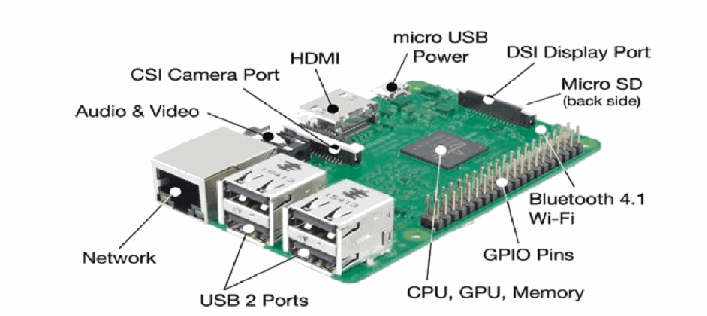 micro USB
Power
HDMI
DSI Display Port
CSI Camera Port
Micro SD
(back side)
Audio & Video
Bluetooth 4.1
Wi-Fi
Network
GPIO Pins
USB 2 Ports
CPU, GPU, Memory